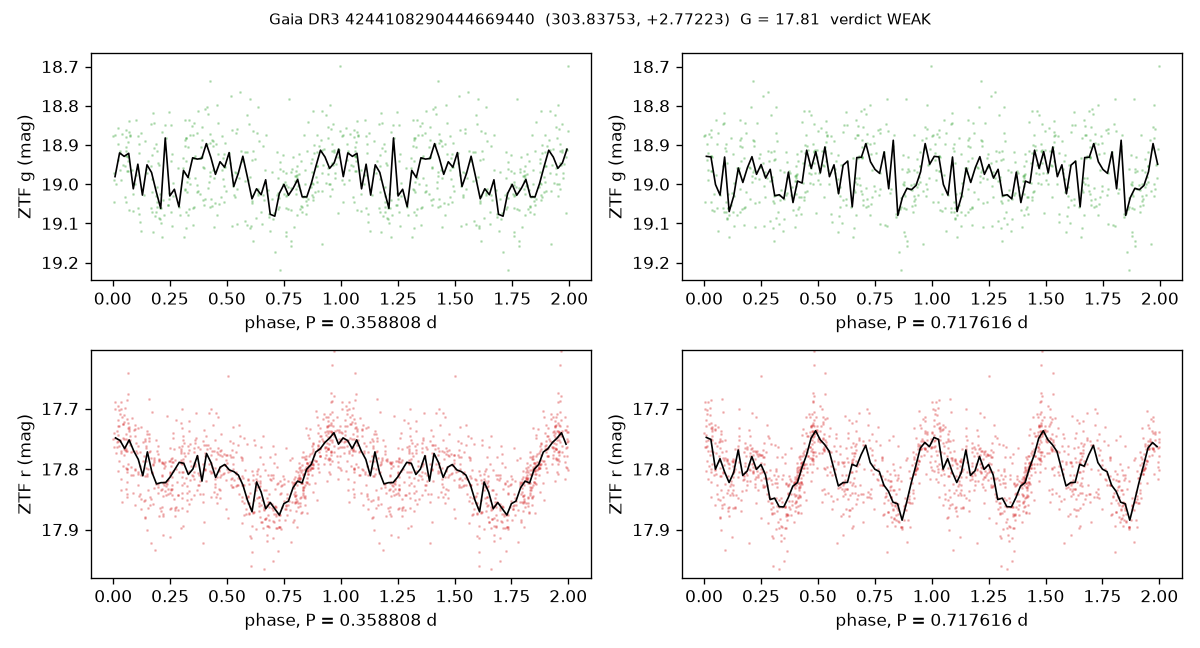 Gaia DR3 4244108290444669440 (303.83753, +2.77223) G = 17.81 verdict WEAK
ZTF g (mag)
18.7
18.8
18.9
19.0
19.1
19.2
0.00 0.25 0.50 0.75 1.00 1.25 1.50 1.75 2.00
phase, P = 0.358808 d
ZTF g (mag)
18.7
18.8
18.9
19.0
19.1
19.2
0.00 0.25 0.50 0.75 1.00 1.25 1.50 1.75 2.00
phase, P = 0.717616 d
ZTF r (mag)
17.7
17.8
17.9
0.00 0.25 0.50 0.75 1.00 1.25 1.50 1.75 2.00
phase, P = 0.358808 d
ZTF r (mag)
17.7
17.8
17.9
0.00 0.25 0.50 0.75 1.00 1.25 1.50 1.75 2.00
phase, P = 0.717616 d